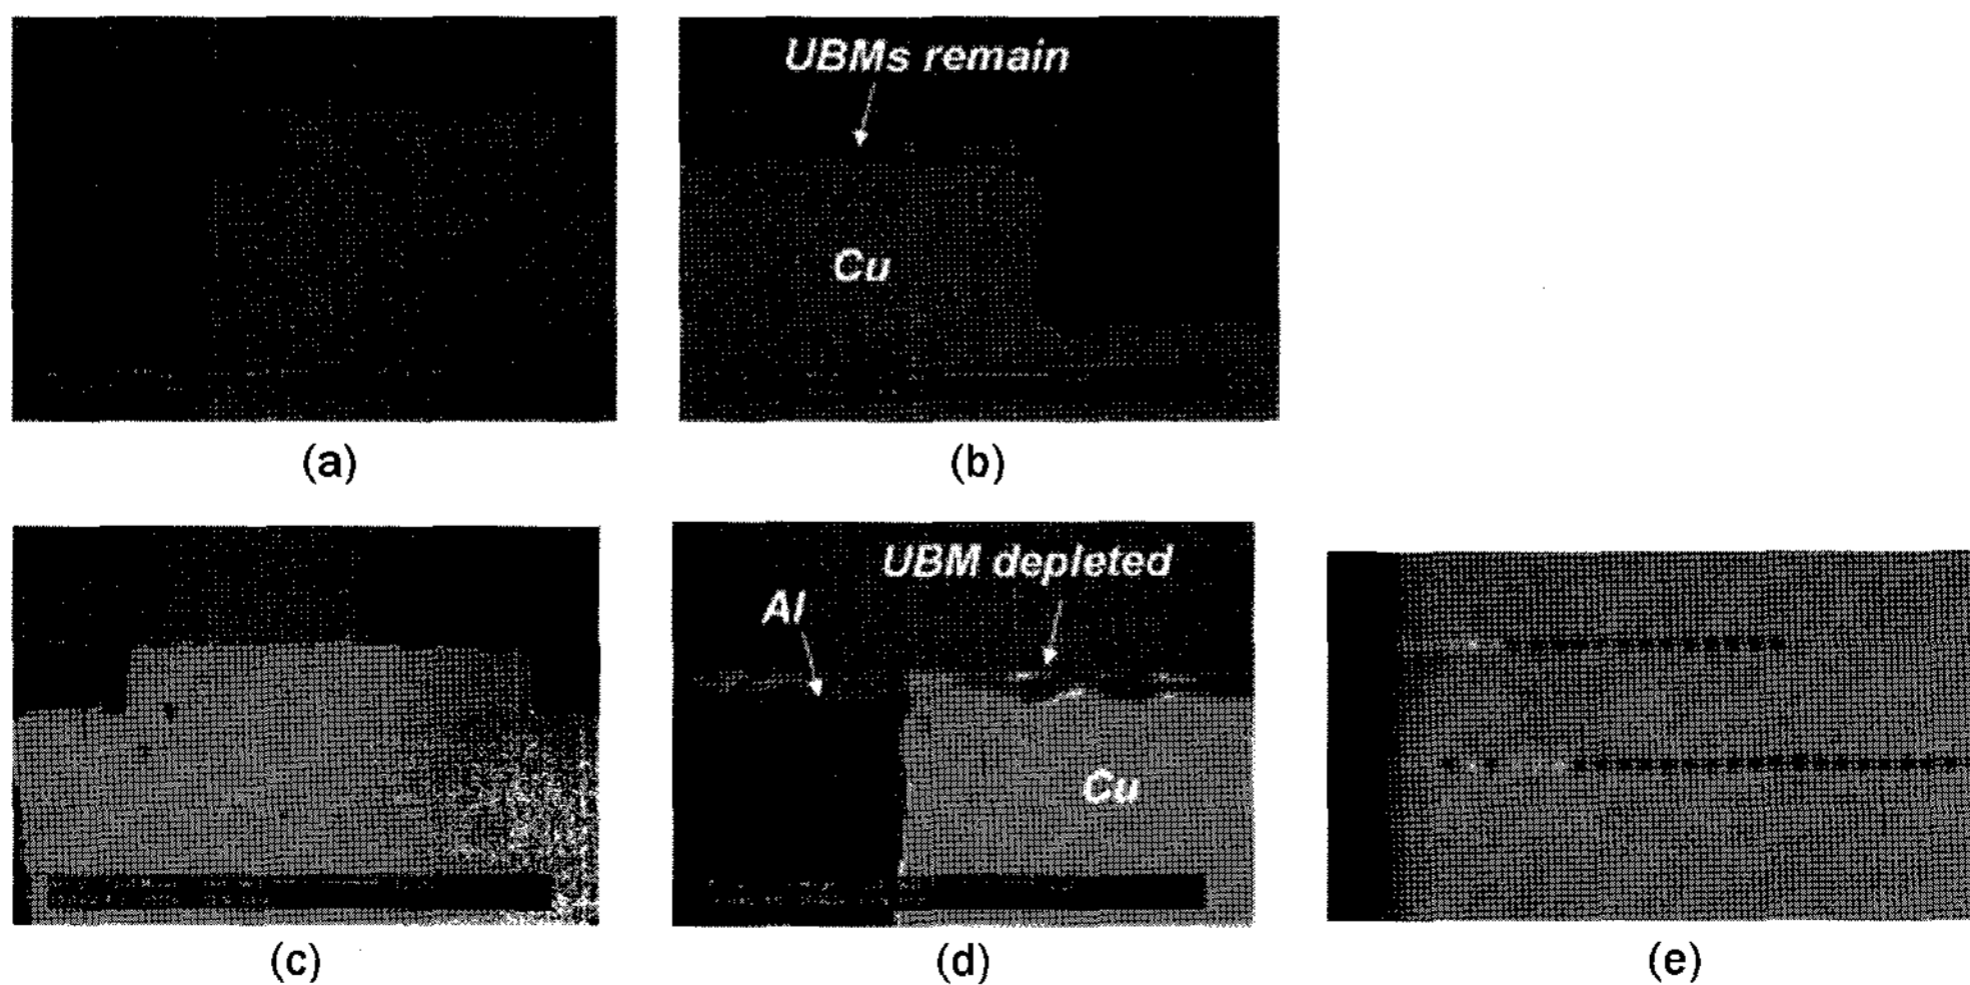 UBMs remain
Cu
(a)
(b)
UBM depleted
Al
Cu
(c)
(d)
(e)